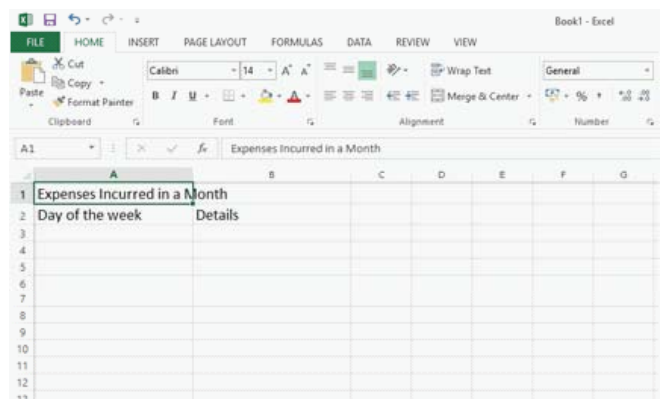 Book1 - Excel
FILE HOME INSERT PAGE LAYOUT FORMULAS DATA REVIEW VIEW
Cut
Copy
Format Painter
Paste
Clipboard
Calibri 14 A A
B I U A
Font
Wrap Text
Merge & Center
Alignment
General
% ,
Number
A1 fx Expenses Incurred in a Month
A B C D E F G
1 Expenses Incurred in a Month
2 Day of the week Details
3
4
5
6
7
8
9
10
11
12